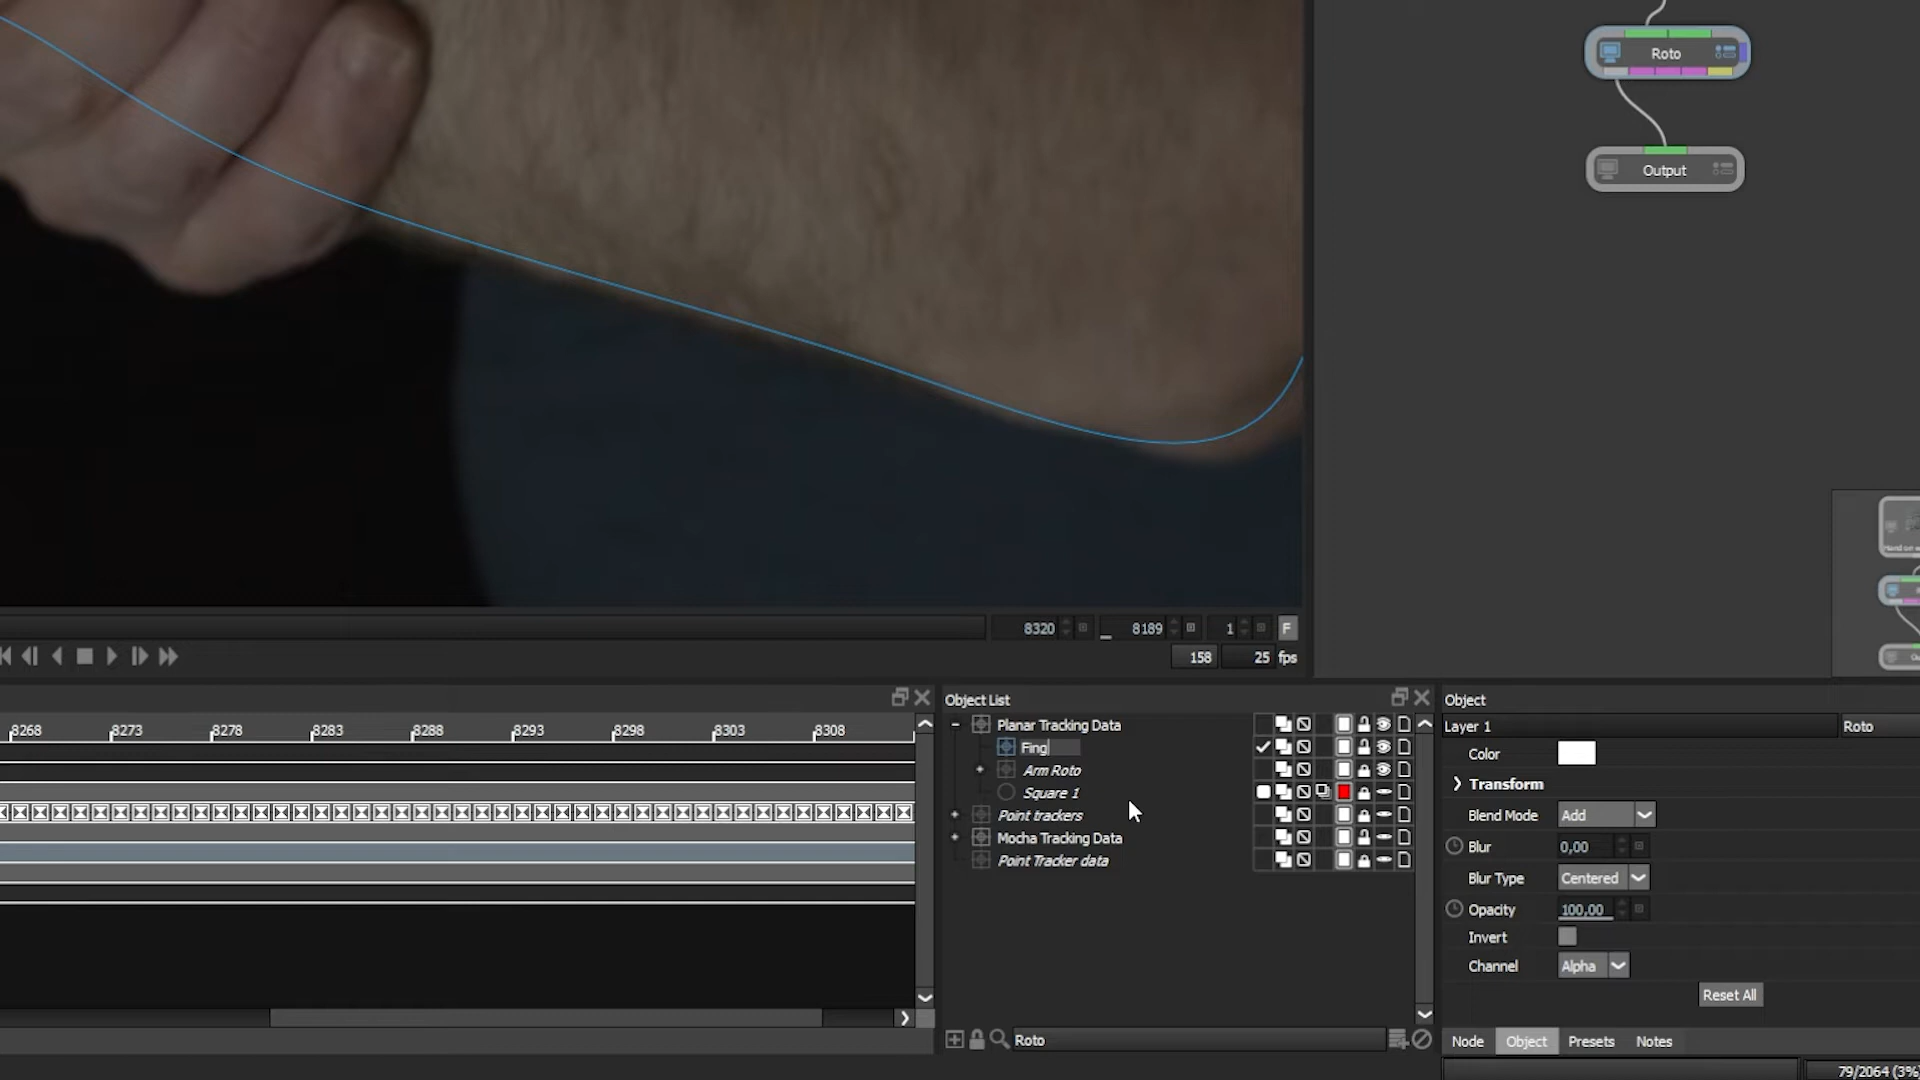 Roto
Output
8320
8189
1
F
158
25
fps
8268
8273
8278
8283
8288
8293
8298
8303
8308
Object List
Planar Tracking Data
Fing
Arm Roto
Square 1
Point trackers
Mocha Tracking Data
Point Tracker data
Roto
Object
Layer 1
Roto
Color
Transform
Blend Mode
Add
Blur
0,00
Blur Type
Centered
Opacity
100,00
Invert
Channel
Alpha
Reset All
Node
Object
Presets
Notes
79/2064 (3%)